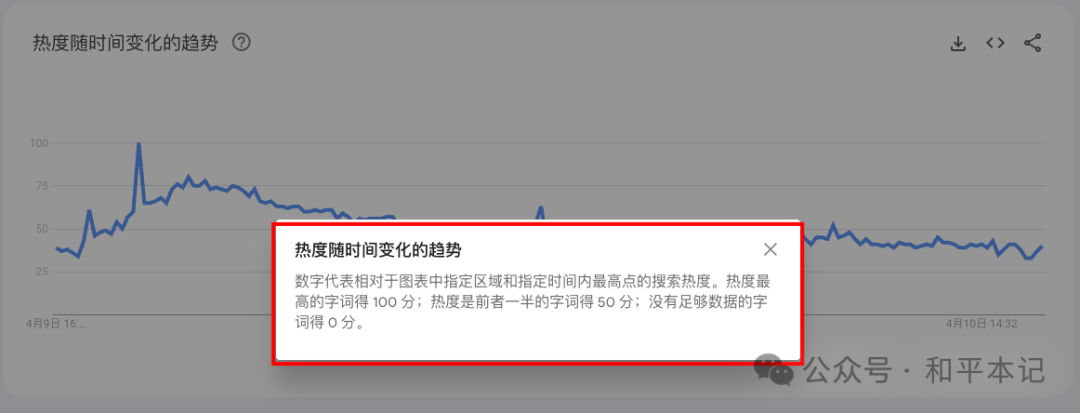 热度随时间变化的趋势
100
75
50
25
热度随时间变化的趋势
数字代表相对于图表中指定区域和指定时间内最高点的搜索热度。热度最
高的字词得 100 分；热度是前者一半的字词得 50 分；没有足够数据的字
词得 0 分。
4月9日 16:...
4月10日 14:32
公众号 · 和平本记